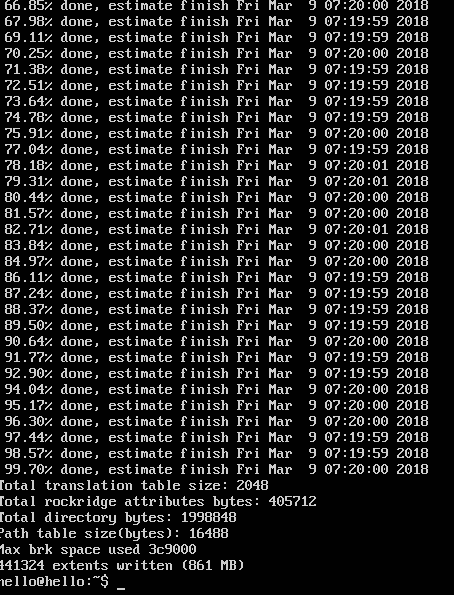 66.85% done, estimate finish Fri Mar  9 07:20:00 2018
67.98% done, estimate finish Fri Mar  9 07:19:59 2018
69.11% done, estimate finish Fri Mar  9 07:19:59 2018
70.25% done, estimate finish Fri Mar  9 07:20:00 2018
71.38% done, estimate finish Fri Mar  9 07:19:59 2018
72.51% done, estimate finish Fri Mar  9 07:19:59 2018
73.64% done, estimate finish Fri Mar  9 07:19:59 2018
74.78% done, estimate finish Fri Mar  9 07:19:59 2018
75.91% done, estimate finish Fri Mar  9 07:20:00 2018
77.04% done, estimate finish Fri Mar  9 07:19:59 2018
78.18% done, estimate finish Fri Mar  9 07:20:01 2018
79.31% done, estimate finish Fri Mar  9 07:20:01 2018
80.44% done, estimate finish Fri Mar  9 07:20:00 2018
81.57% done, estimate finish Fri Mar  9 07:20:00 2018
82.71% done, estimate finish Fri Mar  9 07:20:01 2018
83.84% done, estimate finish Fri Mar  9 07:20:00 2018
84.97% done, estimate finish Fri Mar  9 07:20:00 2018
86.11% done, estimate finish Fri Mar  9 07:19:59 2018
87.24% done, estimate finish Fri Mar  9 07:19:59 2018
88.37% done, estimate finish Fri Mar  9 07:19:59 2018
89.50% done, estimate finish Fri Mar  9 07:19:59 2018
90.64% done, estimate finish Fri Mar  9 07:20:00 2018
91.77% done, estimate finish Fri Mar  9 07:19:59 2018
92.90% done, estimate finish Fri Mar  9 07:19:59 2018
94.04% done, estimate finish Fri Mar  9 07:20:00 2018
95.17% done, estimate finish Fri Mar  9 07:20:00 2018
96.30% done, estimate finish Fri Mar  9 07:20:00 2018
97.44% done, estimate finish Fri Mar  9 07:19:59 2018
98.57% done, estimate finish Fri Mar  9 07:19:59 2018
99.70% done, estimate finish Fri Mar  9 07:20:00 2018
Total translation table size: 2048
Total rockridge attributes bytes: 405712
Total directory bytes: 1998848
Path table size(bytes): 16488
Max brk space used 3c9000
441324 extents written (861 MB)
hello@hello:~$ _